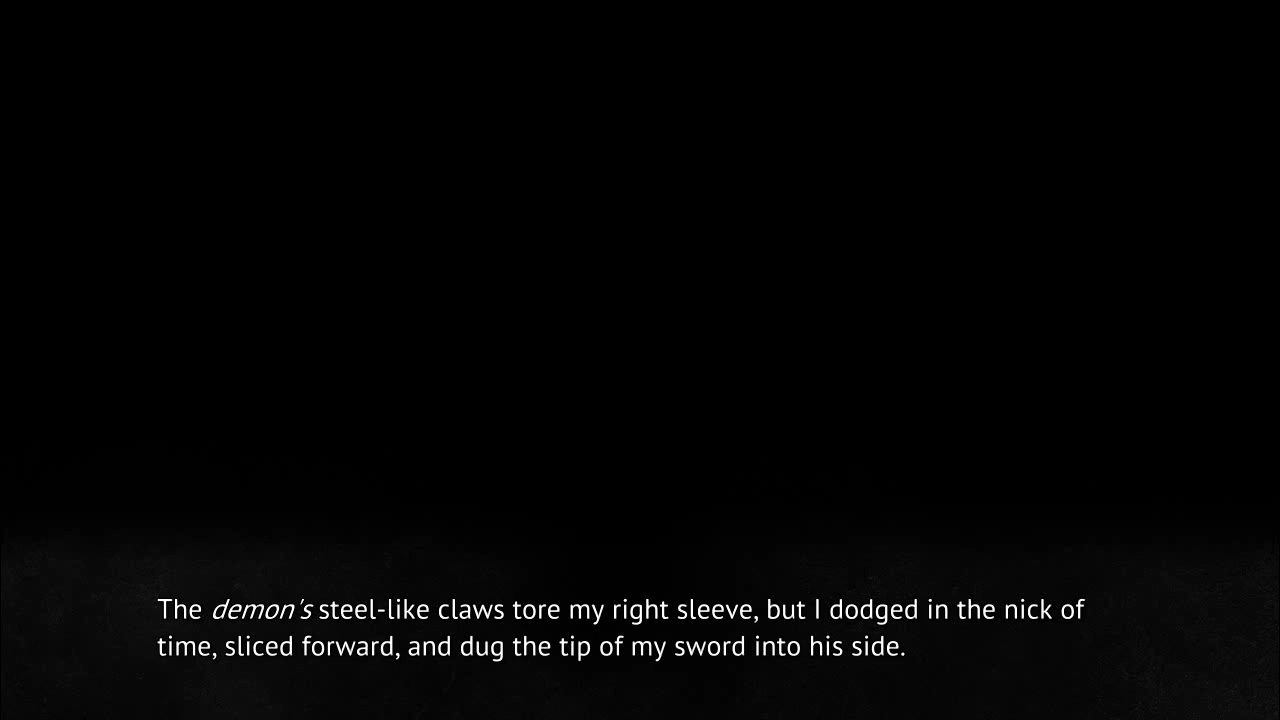 The demon's steel-like claws tore my right sleeve, but I dodged in the nick of
time, sliced forward, and dug the tip of my sword into his side.